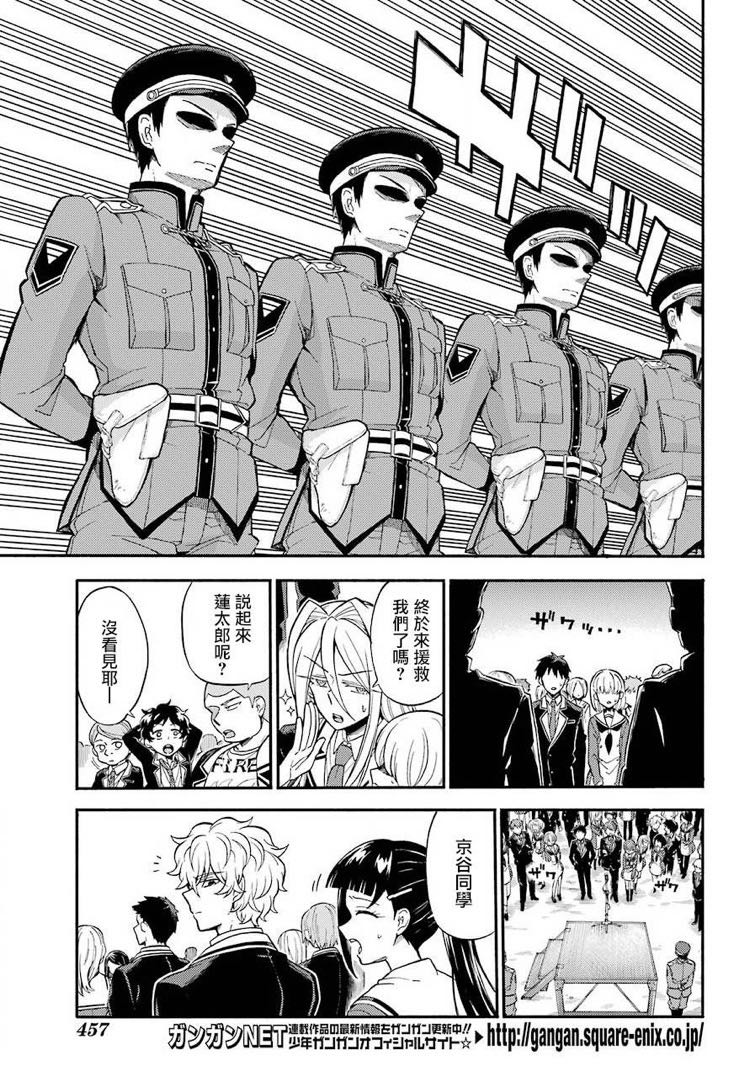 ザッ
ザワ…
ザワッ
終於來援救
我們了嗎？
說起來
蓮太郎呢？
沒看見耶ー
FIRE
ざわ…
ざわ…
京谷同學
457
ガンガンNET
連載作品の最新情報をガンガン更新中!!
少年ガンガンオフィシャルサイト☆
http://gangan.square-enix.co.jp/